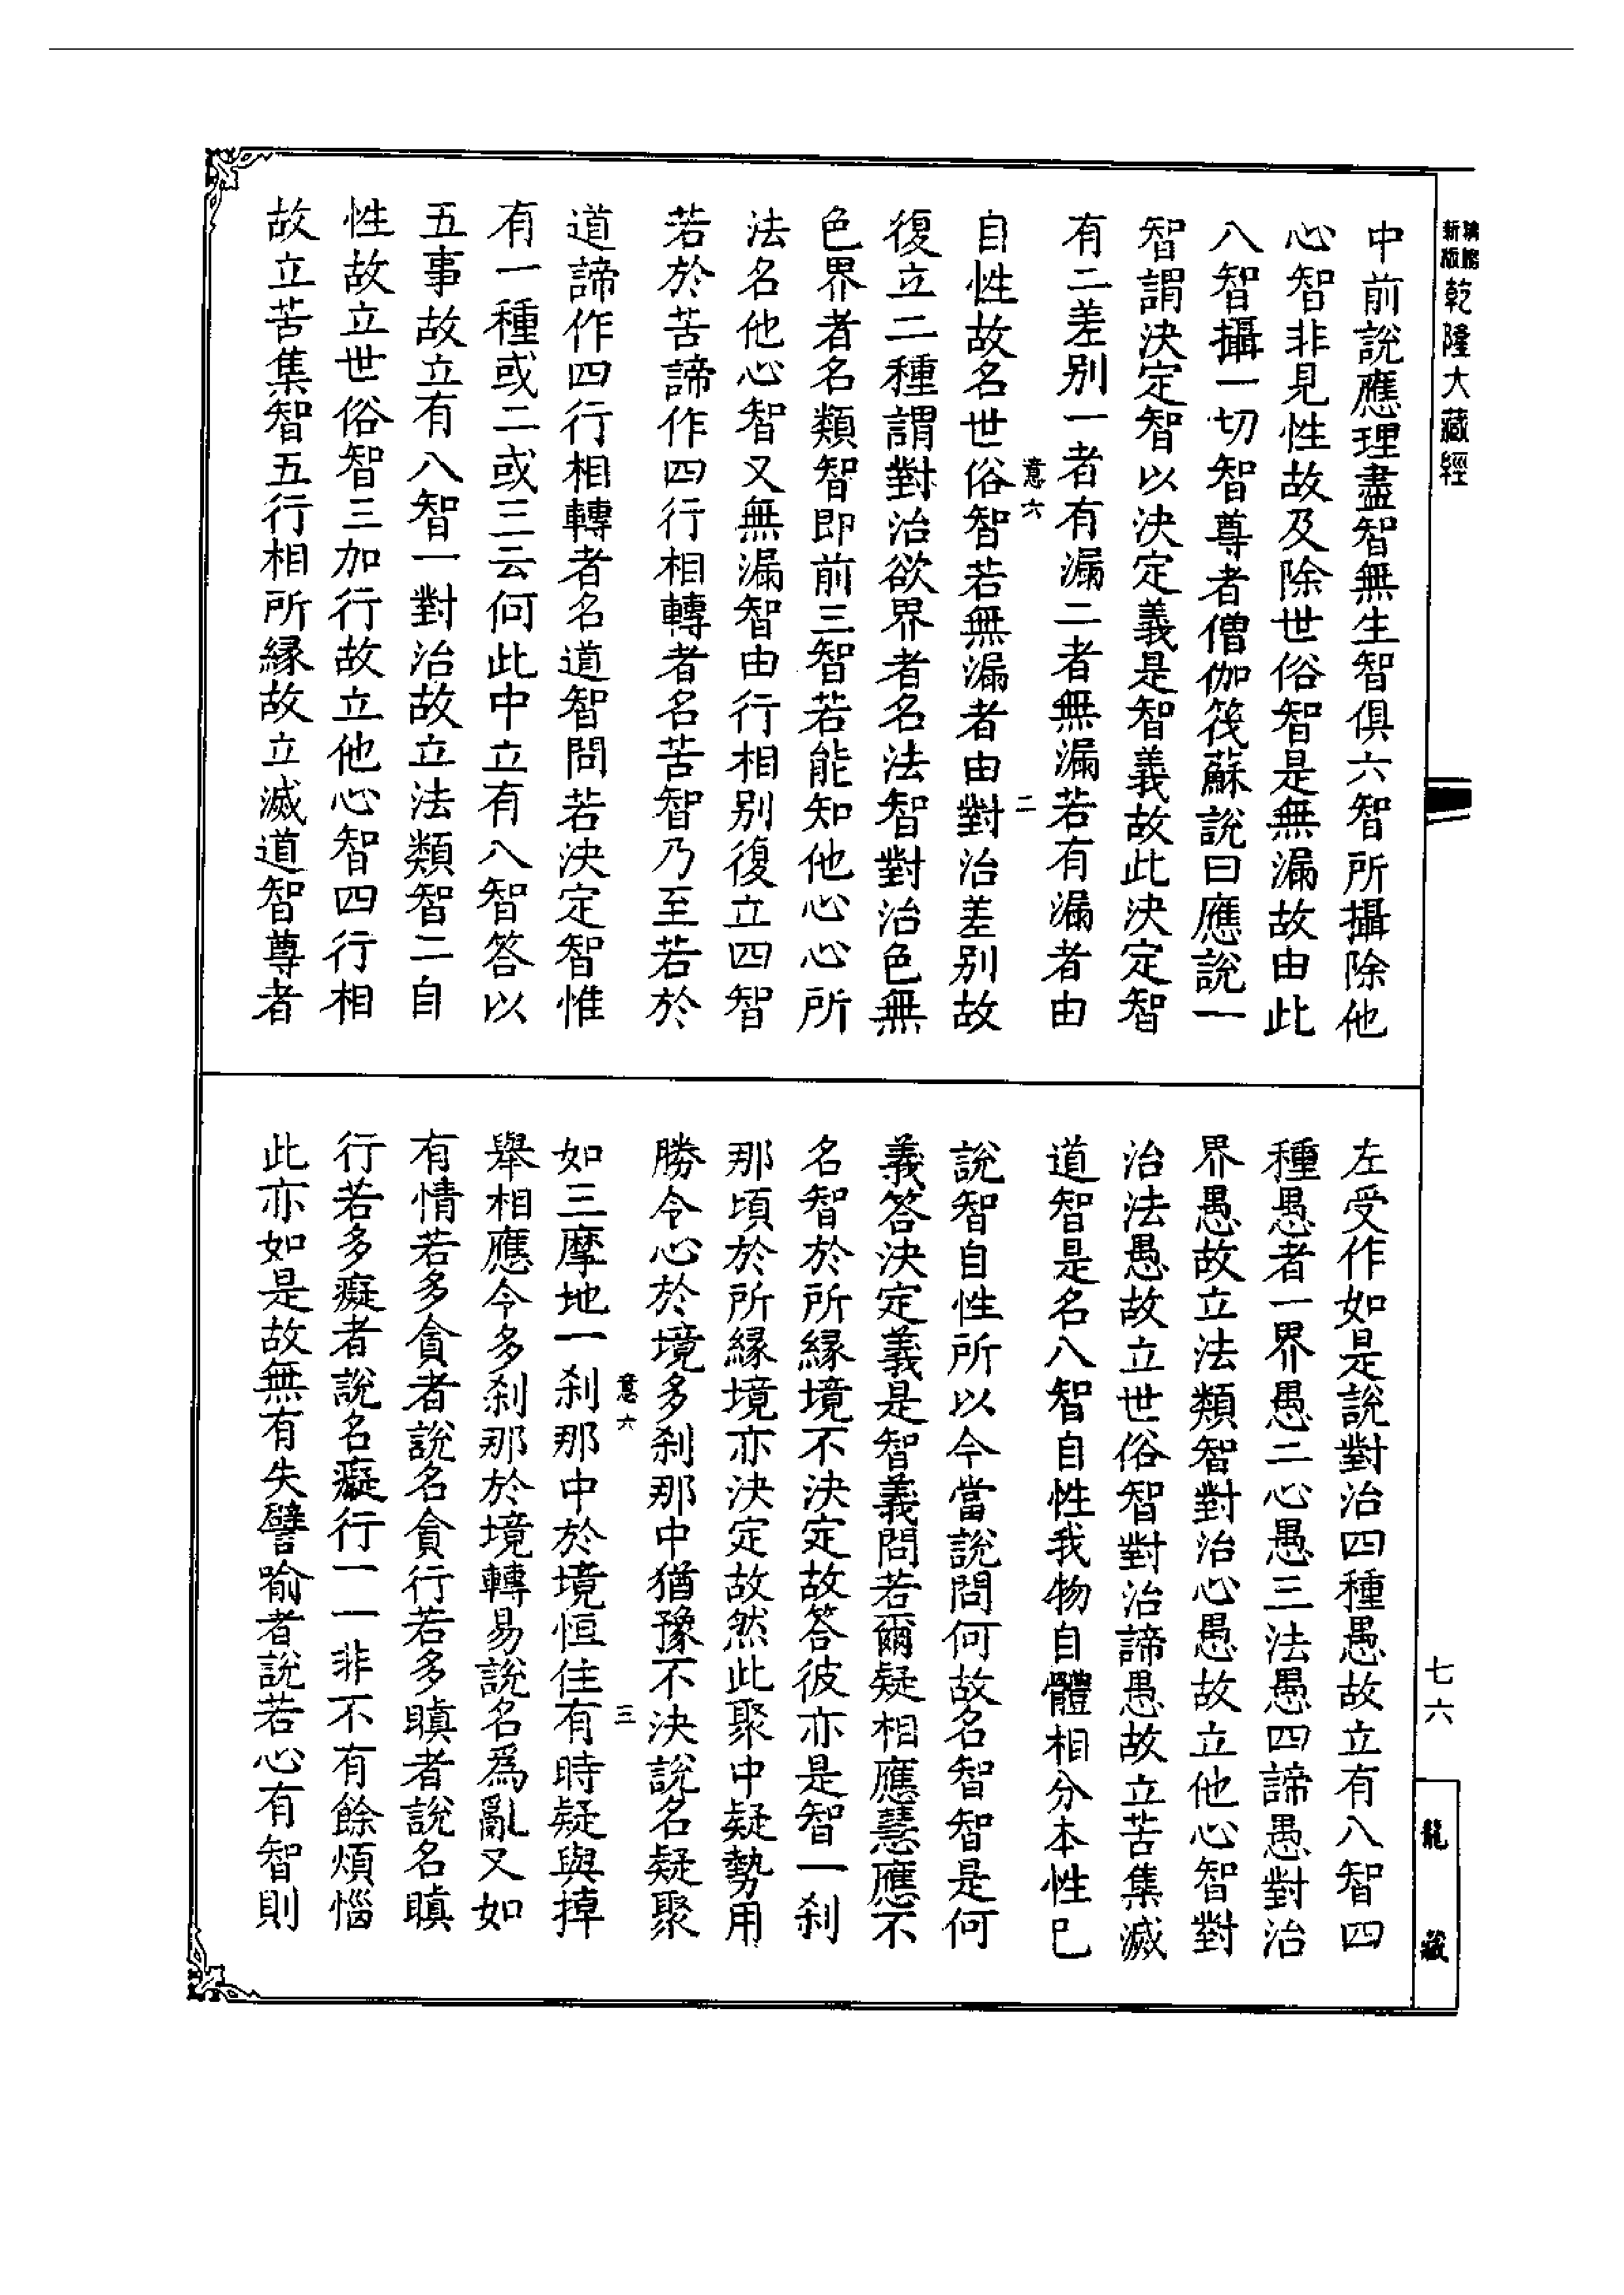 精縮
新版
乾隆大藏經
中前說應理盡智無生智俱六智所攝除他
心智非見性故及除世俗智是無漏故由此
八智攝一切智尊者僧伽筏蘇說曰應說一
智謂決定智以決定義是智義故此決定智
有二差別一者有漏二者無漏若有漏者由
意六
二
自性故名世俗智若無漏者由對治差別故
復立二種謂對治欲界者名法智對治色無
色界者名類智即前三智若能知他心心所
法名他心智又無漏智由行相別復立四智
若於苦諦作四行相轉者名苦智乃至若於
道諦作四行相轉者名道智問若決定智惟
有一種或二或三云何此中立有八智答以
五事故立有八智一對治故立法類智二自
性故立世俗智三加行故立他心智四行相
故立苦集智五行相所緣故立滅道智尊者
左受作如是說對治四種愚故立有八智四
種愚者一界愚二心愚三法愚四諦愚對治
界愚故立法類智對治心愚故立他心智對
治法愚故立世俗智對治諦愚故立苦集滅
道智是名八智自性我物自體相分本性已
說智自性所以今當說問何故名智智是何
義答決定義是智義問若爾疑相應慧應不
名智於所緣境不決定故答彼亦是智一剎
那頃於所緣境亦決定故然此聚中疑勢用
勝令心於境多剎那中猶豫不決說名疑聚
意六
三
如三摩地一剎那中於境恒住有時疑與掉
舉相應令多剎那於境轉易說名爲亂又如
有情若多貪者說名貪行若多瞋者說名瞋
行若多癡者說名癡行一一非不有餘煩惱
此亦如是故無有失譬喻者說若心有智則
七六
龍藏